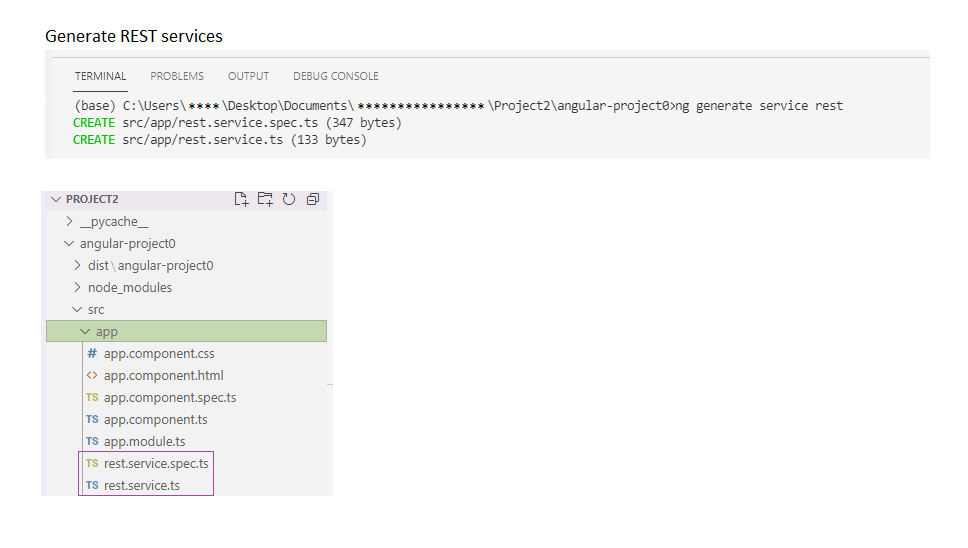 Generate REST services
TERMINAL PROBLEMS OUTPUT DEBUG CONSOLE
(base) C:\Users\****\Desktop\Documents\****************\Project2\angular-project0>ng generate service rest
CREATE src/app/rest.service.spec.ts (347 bytes)
CREATE src/app/rest.service.ts (133 bytes)
PROJECT2
__pycache__
angular-project0
dist\angular-project0
node_modules
src
app
# app.component.css
<> app.component.html
TS app.component.spec.ts
TS app.component.ts
TS app.module.ts
TS rest.service.spec.ts
TS rest.service.ts